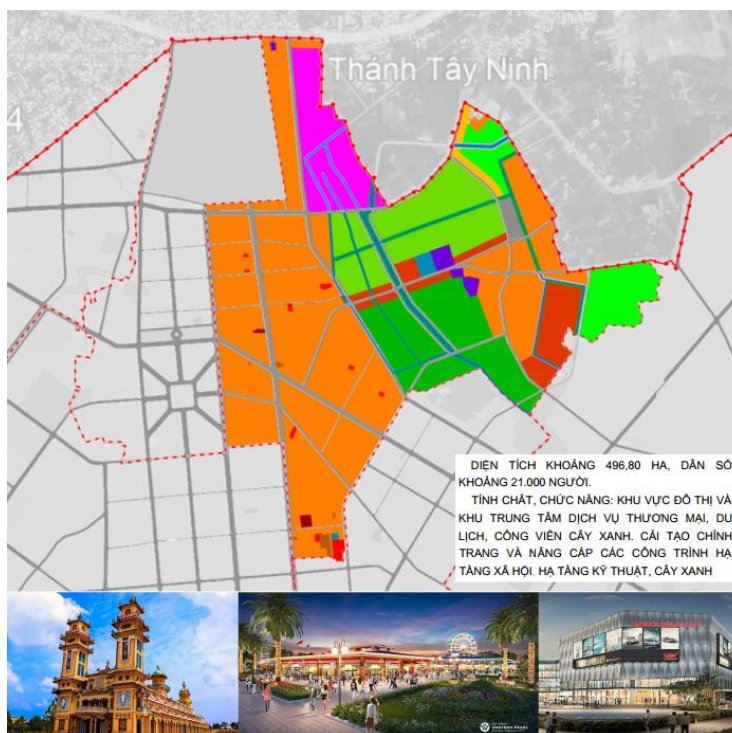 Thánh Tây Ninh
4
DIỆN TÍCH KHOẢNG 496,80 HA, DÂN SỐ
KHOẢNG 21.000 NGƯỜI.
TÍNH CHẤT, CHỨC NĂNG: KHU VỰC ĐÔ THỊ VÀ
KHU TRUNG TÂM DỊCH VỤ THƯƠNG MẠI, DU
LỊCH, CÔNG VIÊN CÂY XANH. CẢI TẠO CHỈNH
TRANG VÀ NÂNG CẤP CÁC CÔNG TRÌNH HẠ
TẦNG XÃ HỘI. HẠ TẦNG KỸ THUẬT, CÂY XANH
WESTERN PEARL